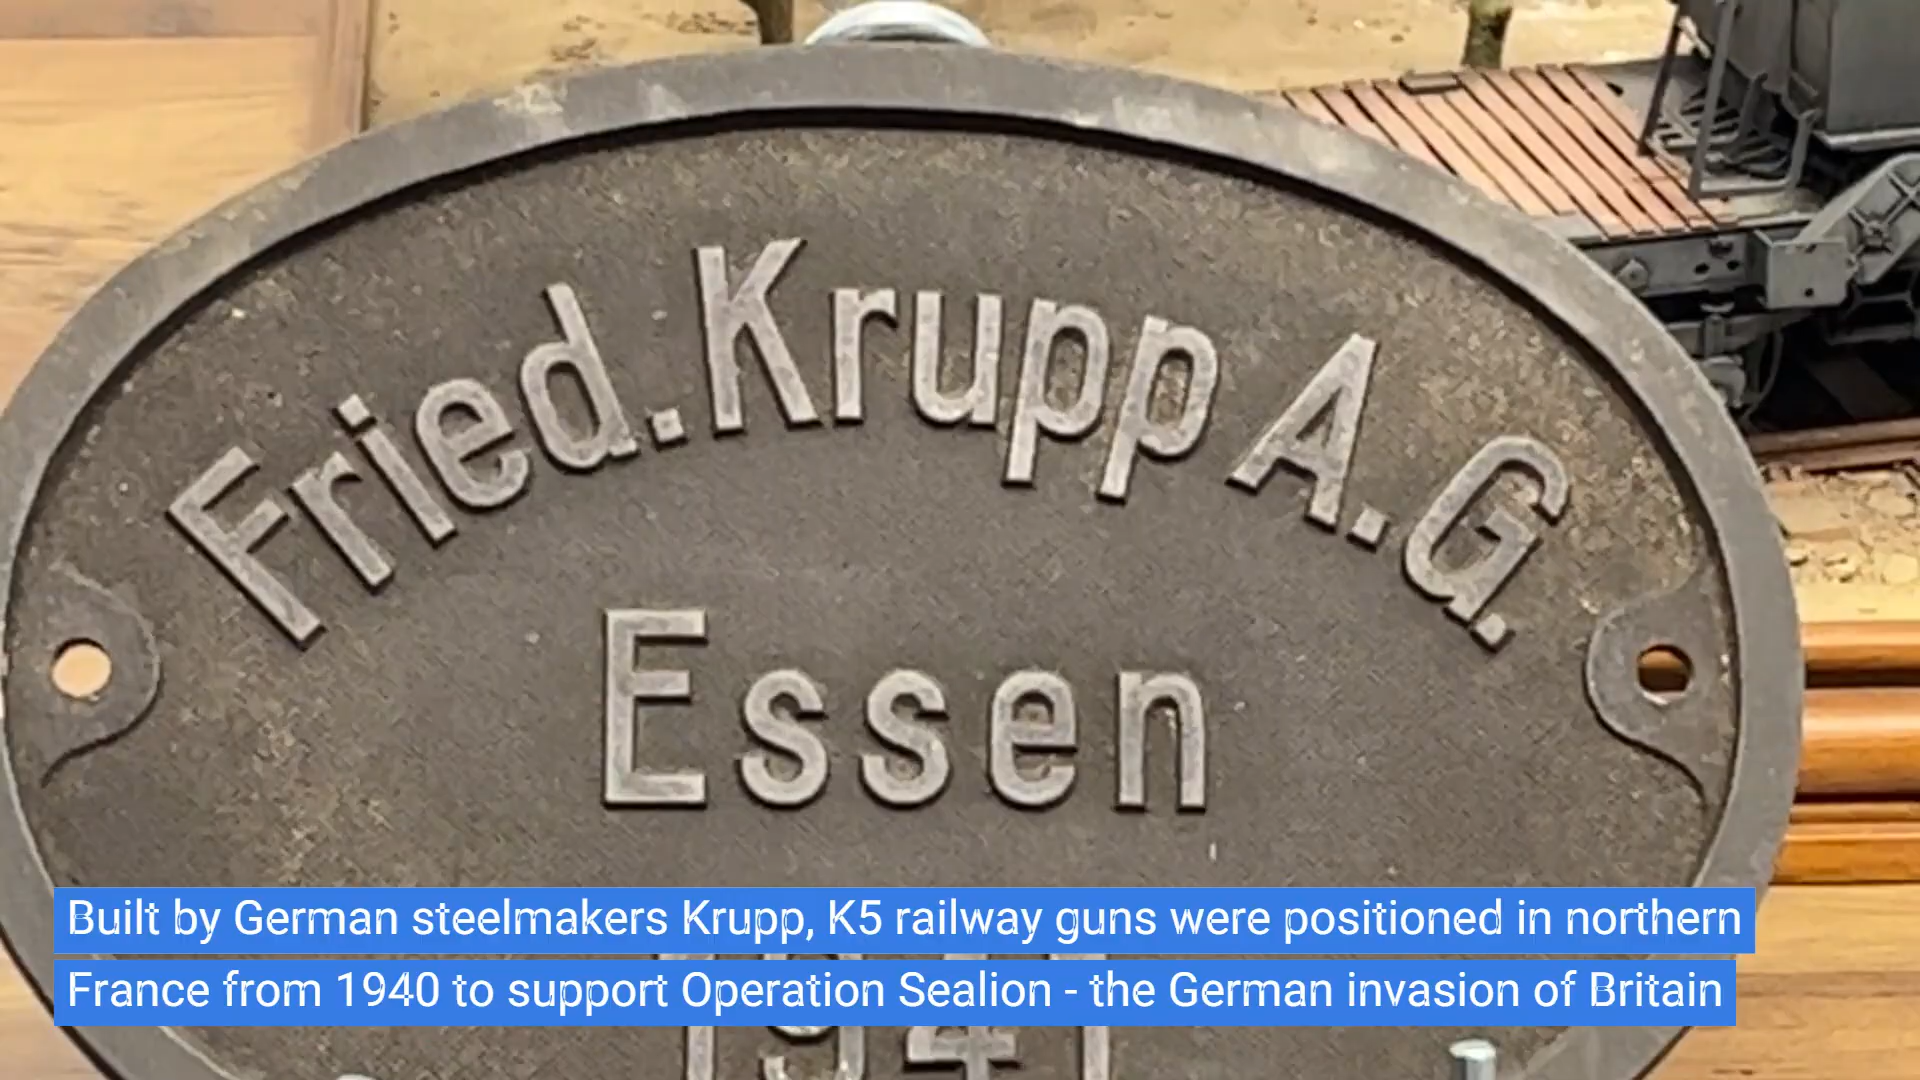 Fried. Krupp A.G.
Essen
1941
Built by German steelmakers Krupp, K5 railway guns were positioned in northern
France from 1940 to support Operation Sealion - the German invasion of Britain